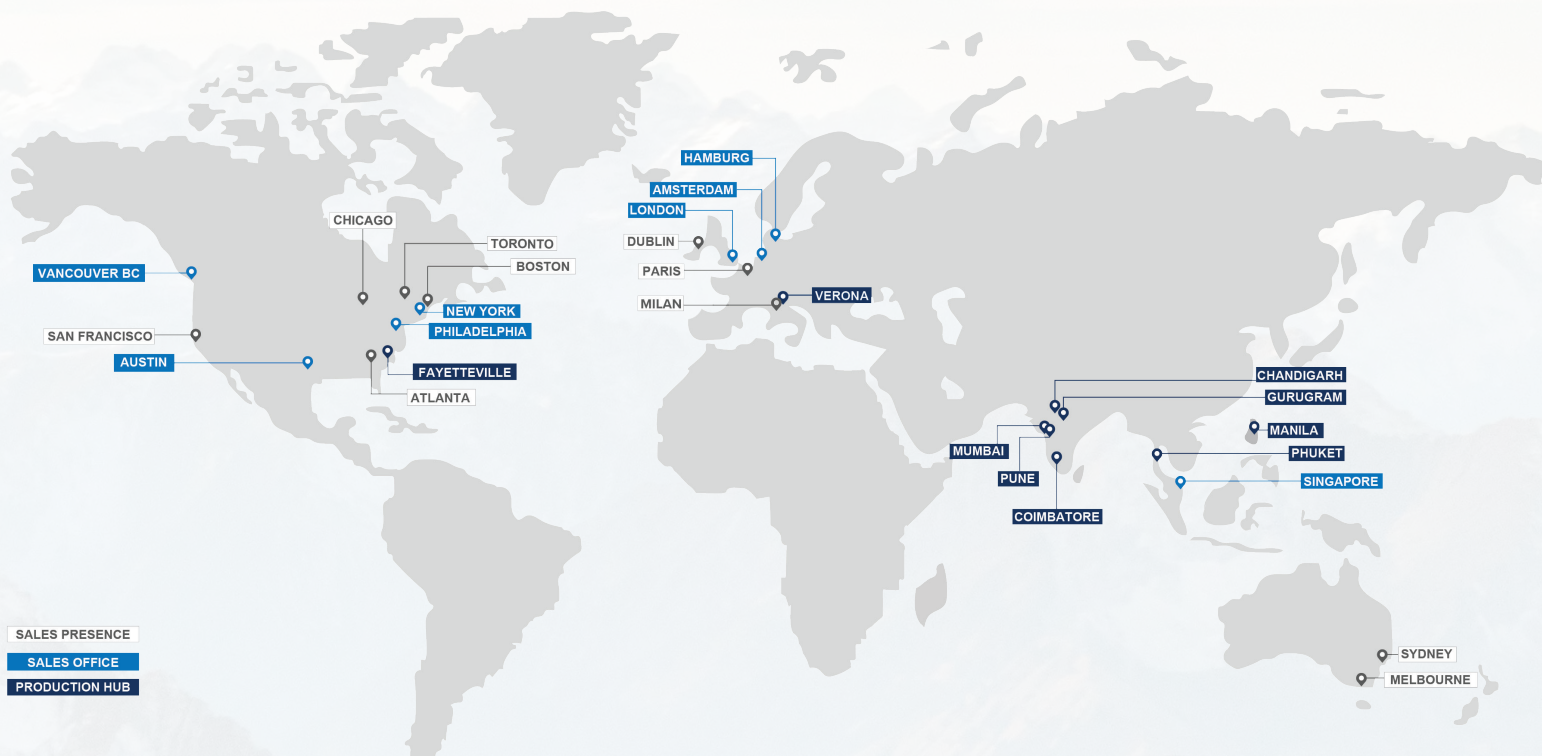 HAMBURG
AMSTERDAM
LONDON
CHICAGO
DUBLIN
TORONTO
BOSTON
PARIS
VANCOUVER BC
VERONA
MILAN
NEW YORK
PHILADELPHIA
SAN FRANCISCO
AUSTIN
FAYETTEVILLE
CHANDIGARH
ATLANTA
GURUGRAM
MANILA
MUMBAI
PHUKET
PUNE
SINGAPORE
COIMBATORE
SALES PRESENCE
SALES OFFICE
PRODUCTION HUB
SYDNEY
MELBOURNE